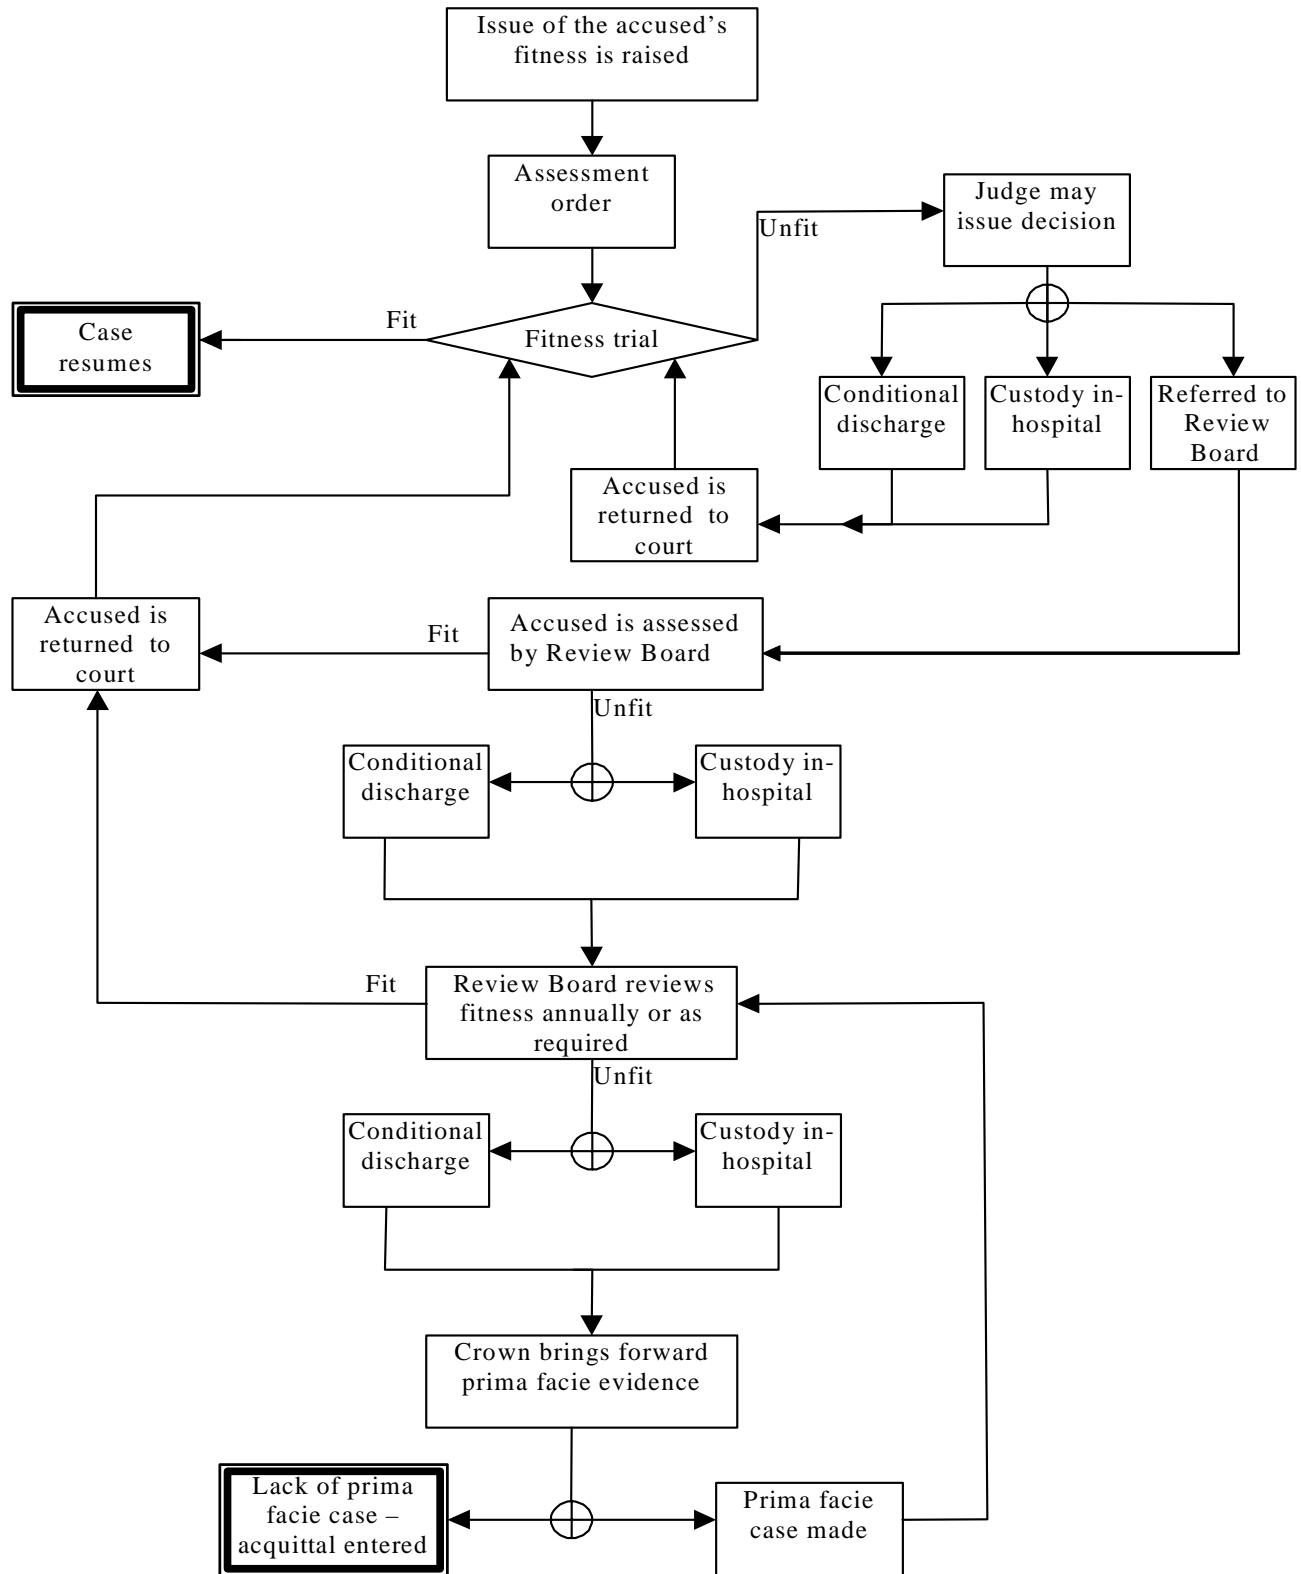 Issue of the accused's
fitness is raised
Assessment
order
Judge may
issue decision
Unfit
Case
resumes
Fit
Fitness trial
Conditional
discharge
Custody in-
hospital
Referred to
Review
Board
Accused is
returned to
court
Accused is
returned to
court
Fit
Accused is assessed
by Review Board
Unfit
Conditional
discharge
Custody in-
hospital
Fit
Review Board reviews
fitness annually or as
required
Unfit
Conditional
discharge
Custody in-
hospital
Crown brings forward
prima facie evidence
Lack of prima
facie case –
acquittal entered
Prima facie
case made